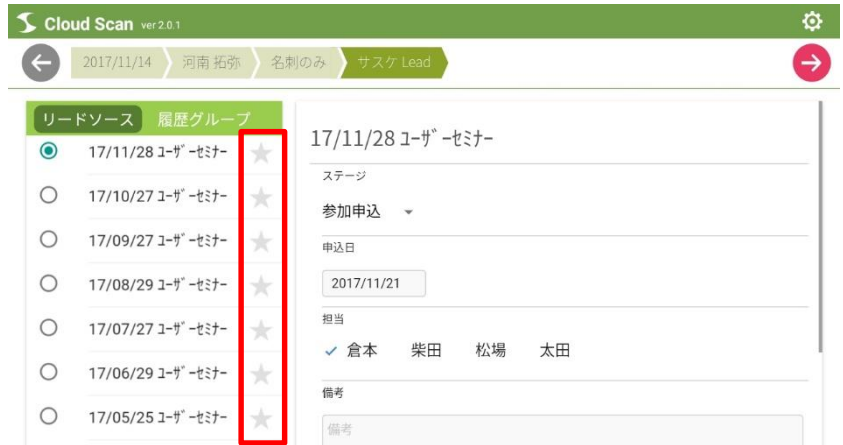 Cloud Scan ver 2.0.1
2017/11/14 河南 拓弥 名刺のみ サスケ Lead
リードソース 履歴グループ
17/11/28 ﾕｰｻﾞｰｾﾐﾅｰ
17/10/27 ﾕｰｻﾞｰｾﾐﾅｰ
17/09/27 ﾕｰｻﾞｰｾﾐﾅｰ
17/08/29 ﾕｰｻﾞｰｾﾐﾅｰ
17/07/27 ﾕｰｻﾞｰｾﾐﾅｰ
17/06/29 ﾕｰｻﾞｰｾﾐﾅｰ
17/05/25 ﾕｰｻﾞｰｾﾐﾅｰ
17/11/28 ﾕｰｻﾞｰｾﾐﾅｰ
ステージ
参加申込
申込日
2017/11/21
担当
倉本 柴田 松場 太田
備考
備考